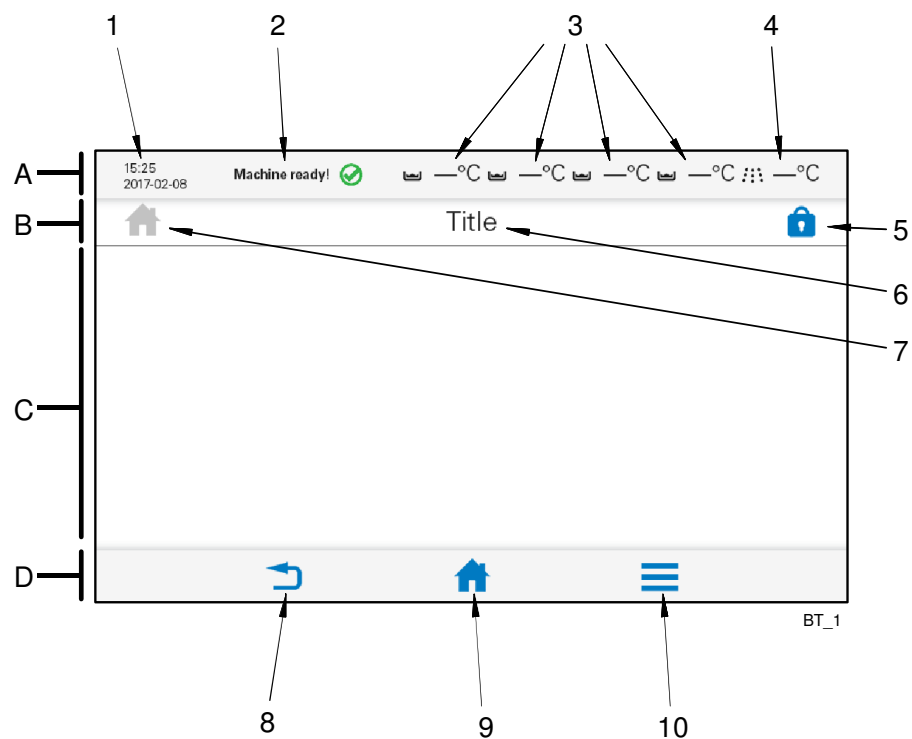 1 2 3 4
A
15:25
2017-02-08
Machine ready! —°C —°C —°C —°C —°C
B
Title
5
6
7
C
D
BT_1
8 9 10